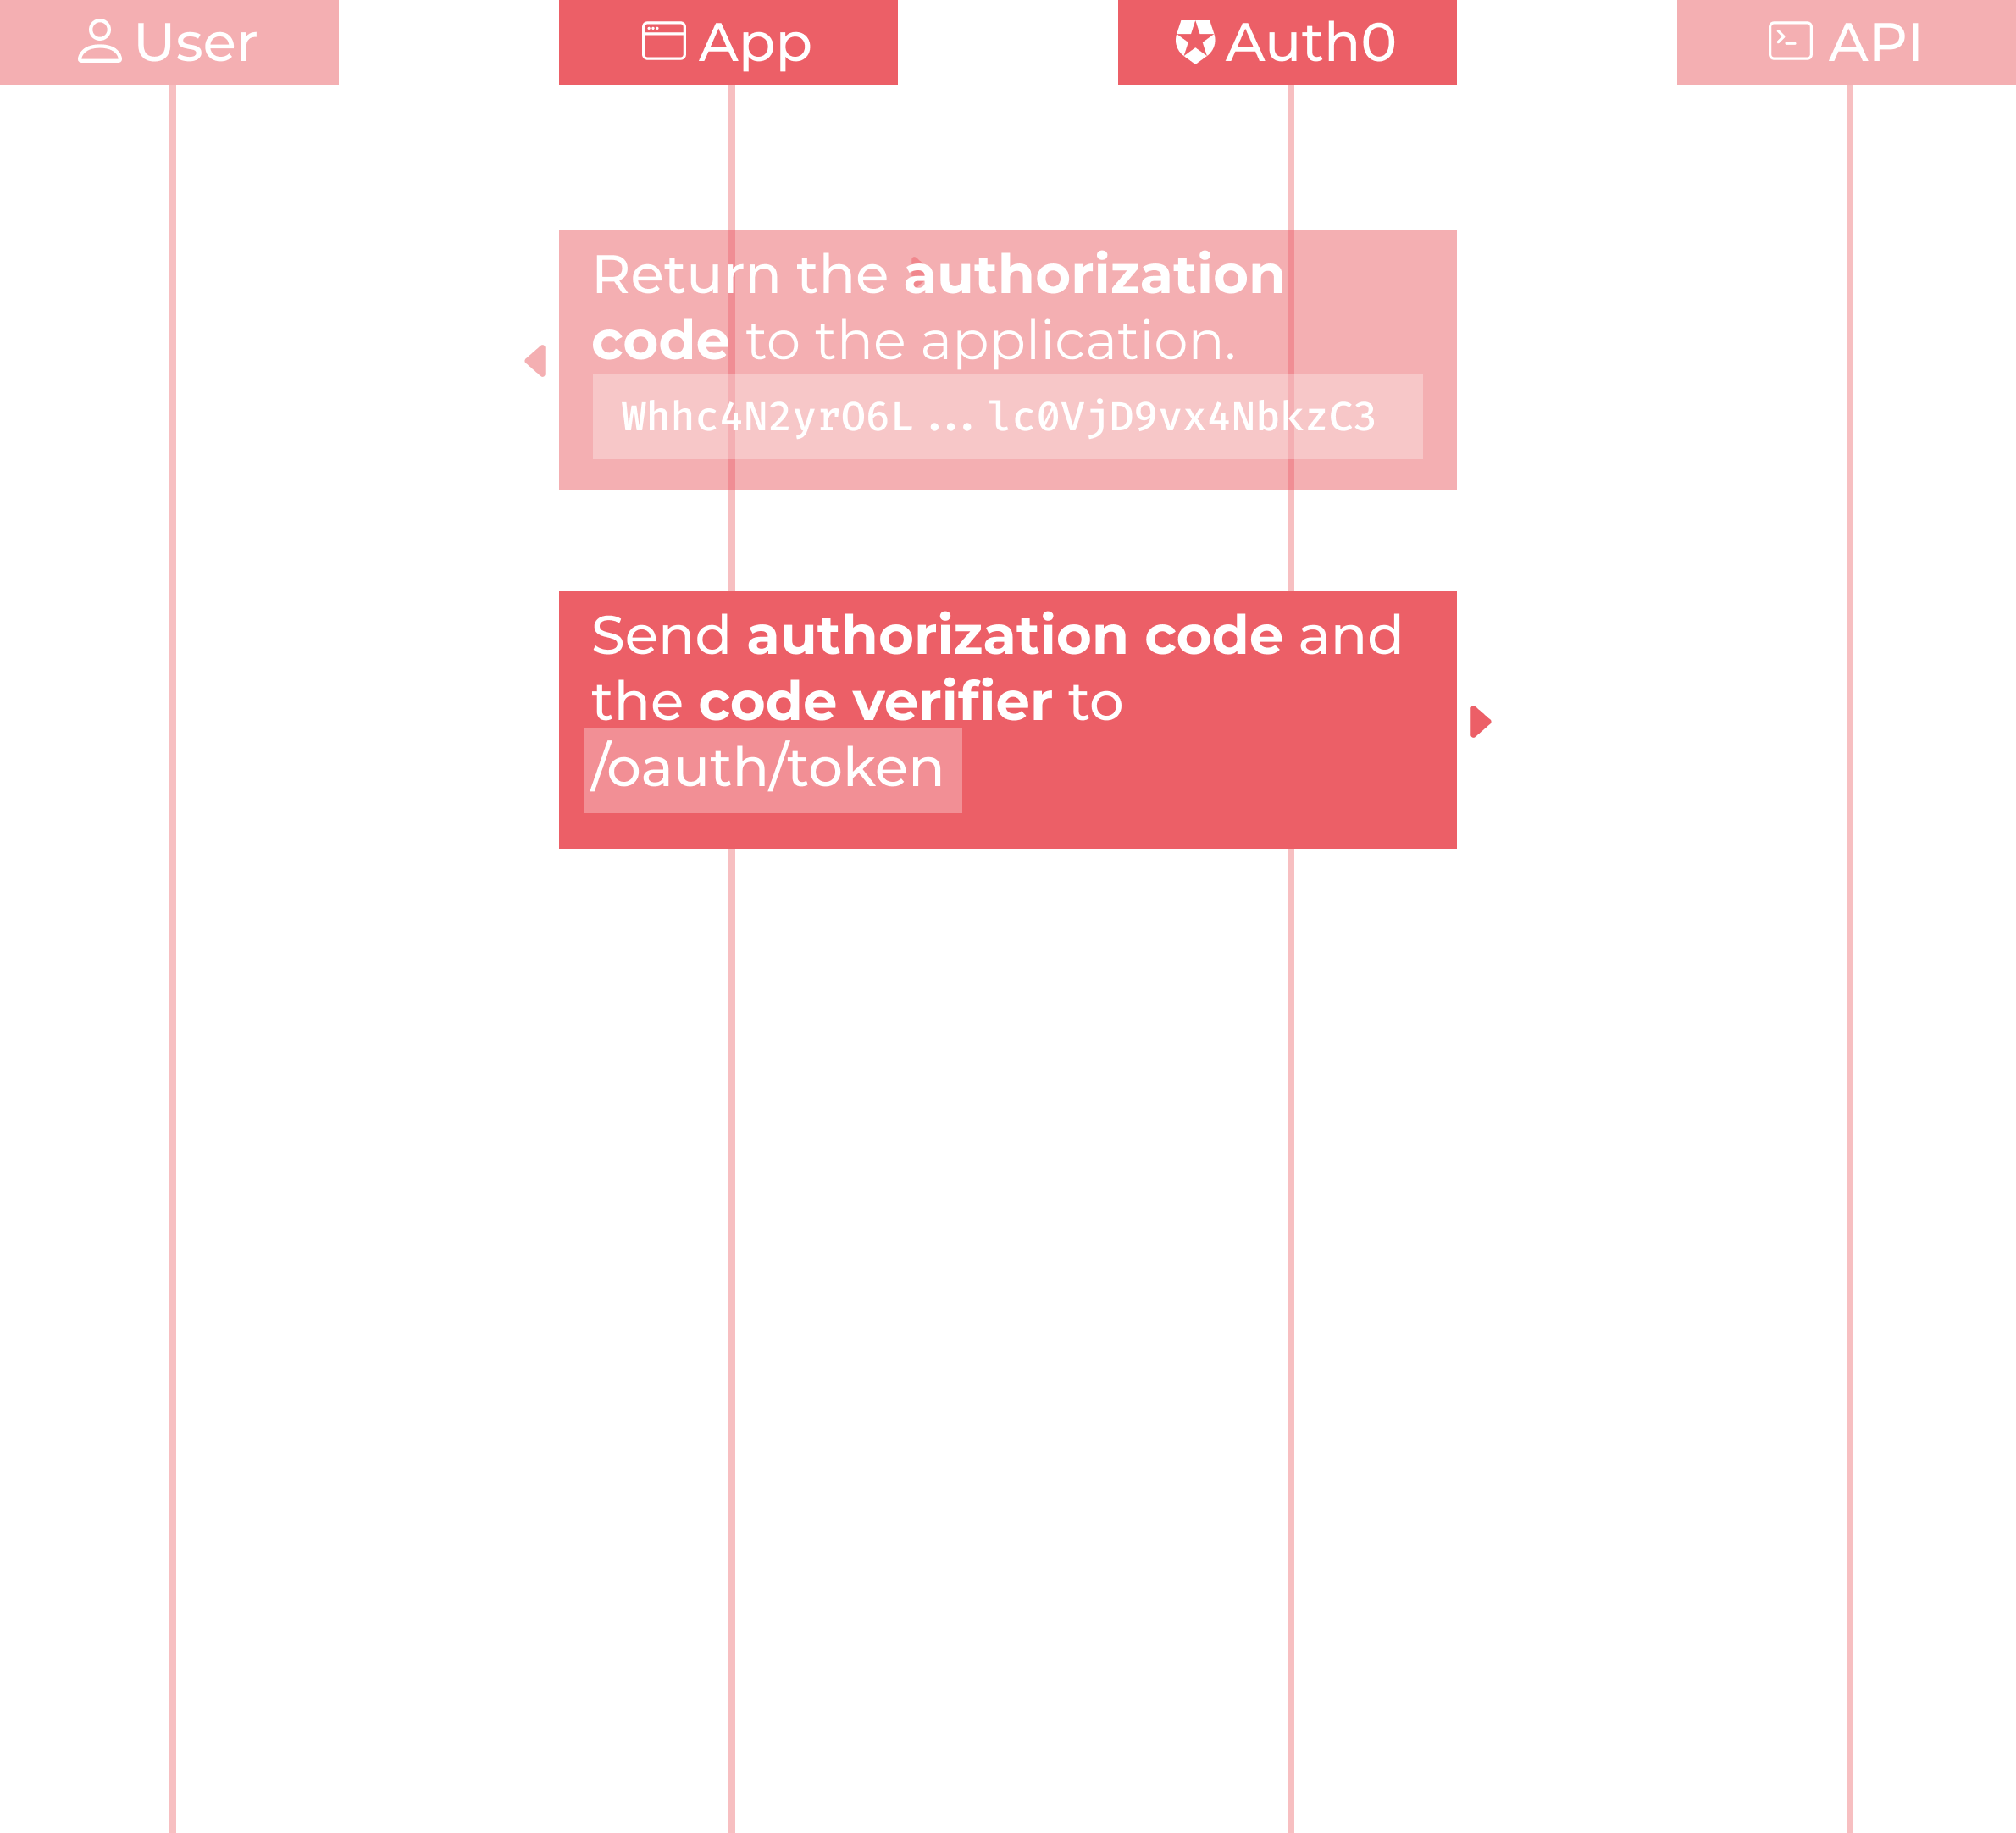 User
App
Auth0
API
Return the authorization
code to the application.
Whhc4N2yrO6L...lc0VjD9vx4NbkzC3
Send authorization code and
the code verifier to
/oauth/token